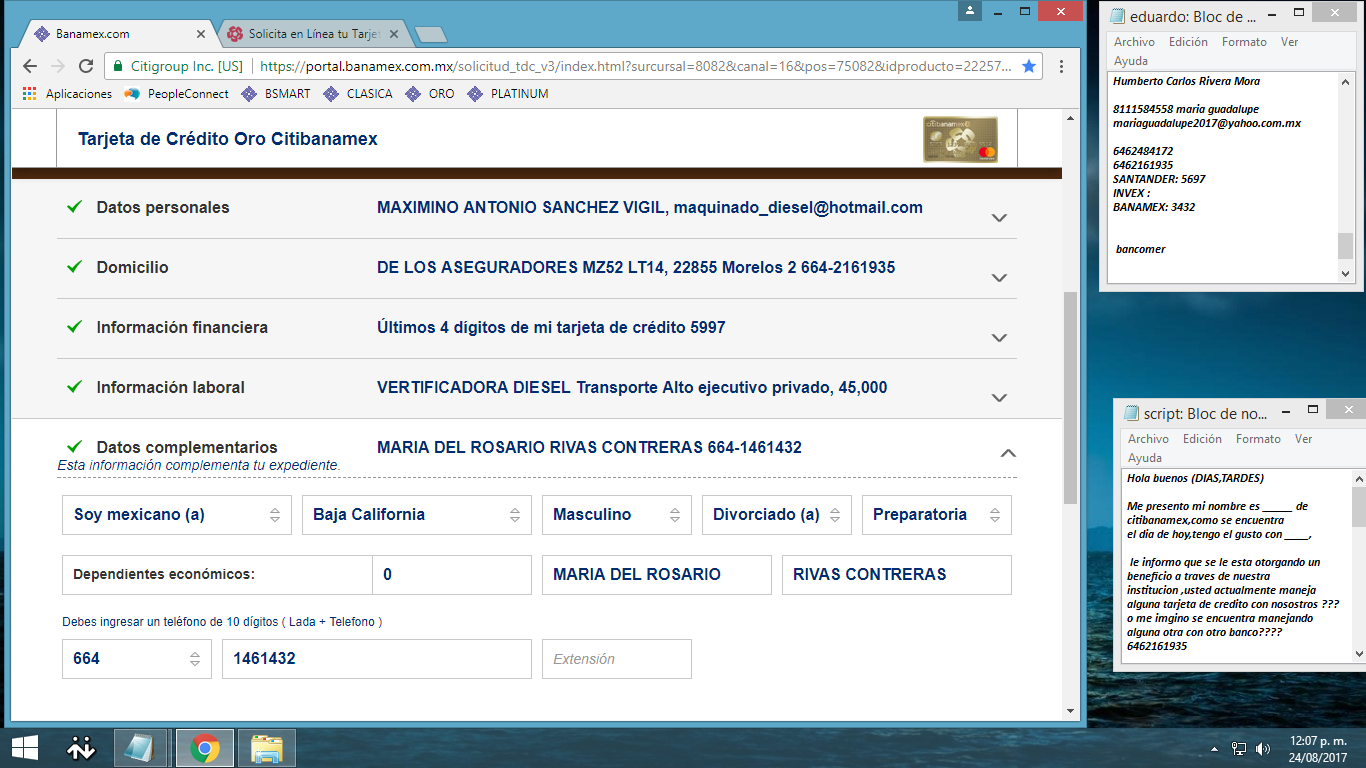 Banamex.com
Solicita en Línea tu Tarjet
Citigroup Inc. [US]
https://portal.banamex.com.mx/solicitud_tdc_v3/index.html?surcursal=8082&canal=16&pos=75082&idproducto=22257...
Aplicaciones
PeopleConnect
BSMART
CLASICA
ORO
PLATINUM
Tarjeta de Crédito Oro Citibanamex
citibanamex
Datos personales
MAXIMINO ANTONIO SANCHEZ VIGIL, maquinado_diesel@hotmail.com
Domicilio
DE LOS ASEGURADORES MZ52 LT14, 22855 Morelos 2 664-2161935
Información financiera
Últimos 4 dígitos de mi tarjeta de crédito 5997
Información laboral
VERTIFICADORA DIESEL Transporte Alto ejecutivo privado, 45,000
Datos complementarios
MARIA DEL ROSARIO RIVAS CONTRERAS 664-1461432
Esta información complementa tu expediente.
Soy mexicano (a)
Baja California
Masculino
Divorciado (a)
Preparatoria
Dependientes económicos:
0
MARIA DEL ROSARIO
RIVAS CONTRERAS
Debes ingresar un teléfono de 10 dígitos ( Lada + Telefono )
664
1461432
Extensión
eduardo: Bloc de ...
Archivo Edición Formato Ver
Ayuda
Humberto Carlos Rivera Mora
8111584558 maria guadalupe
mariaguadalupe2017@yahoo.com.mx
6462484172
6462161935
SANTANDER: 5697
INVEX :
BANAMEX: 3432
bancomer
script: Bloc de no...
Archivo Edición Formato Ver
Ayuda
Hola buenos (DIAS,TARDES)
Me presento mi nombre es _____ de
citibanamex,como se encuentra
el dia de hoy,tengo el gusto con ____,
le informo que se le esta otorgando un
beneficio a traves de nuestra
institucion ,usted actualmente maneja
alguna tarjeta de credito con nosostros ???
o me imgino se encuentra manejando
alguna otra con otro banco????
6462161935
12:07 p. m.
24/08/2017